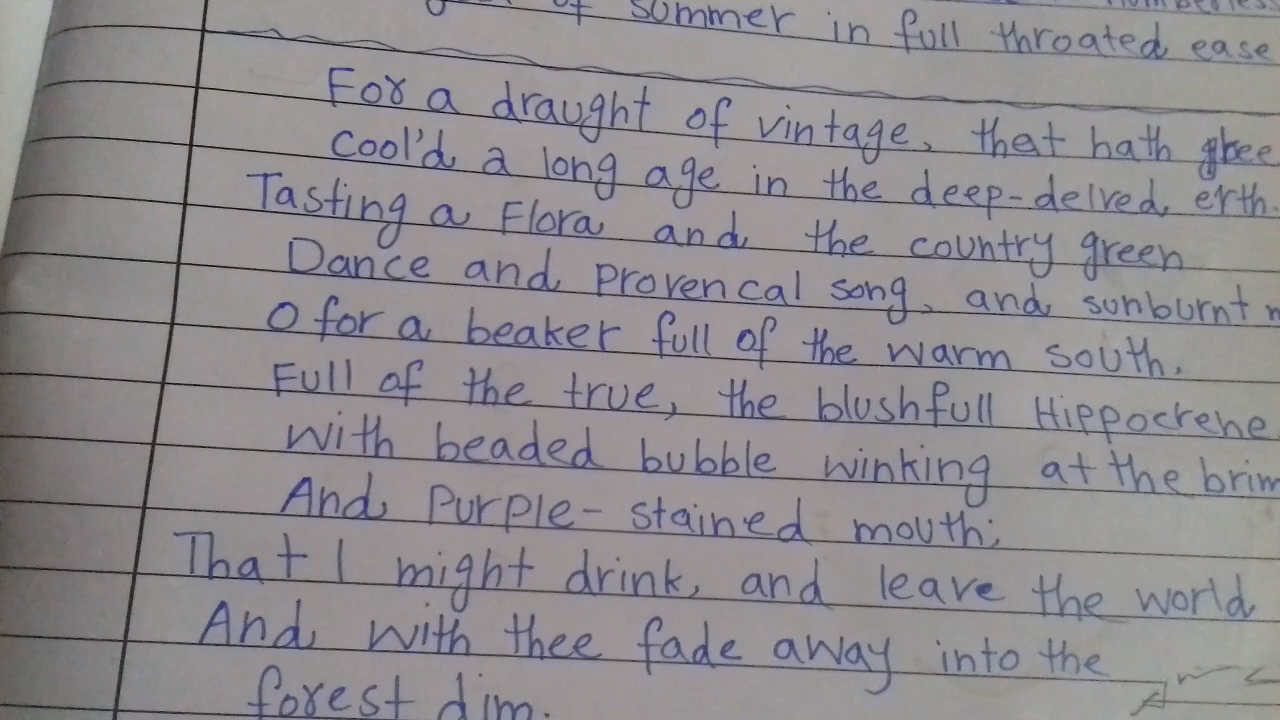 of summer in full throated ease
For a draught of vintage, that hath
Cool'd a long age in the deep-delved erth.
Tasting a Flora and the country green
Dance and Provencal song, and sunburnt
O for a beaker full of the warm south,
Full of the true, the blushfull Hippocrene
With beaded bubble winking at the brim
And Purple-stained mouth;
That I might drink, and leave the world
And with thee fade away into the
forest dim.